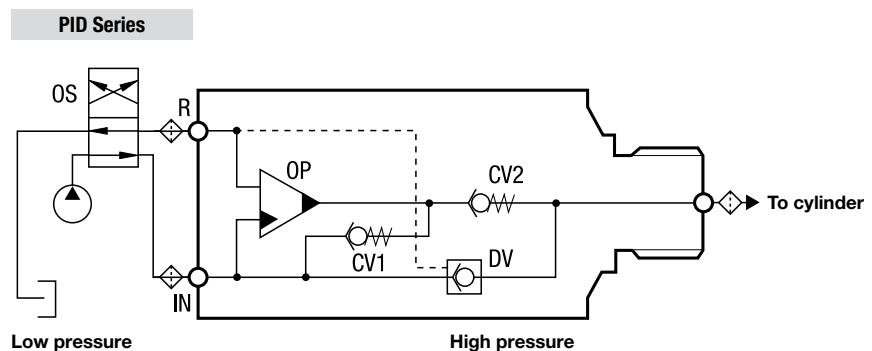 PID Series
OS
R
OP
CV2
To cylinder
CV1
DV
IN
Low pressure
High pressure